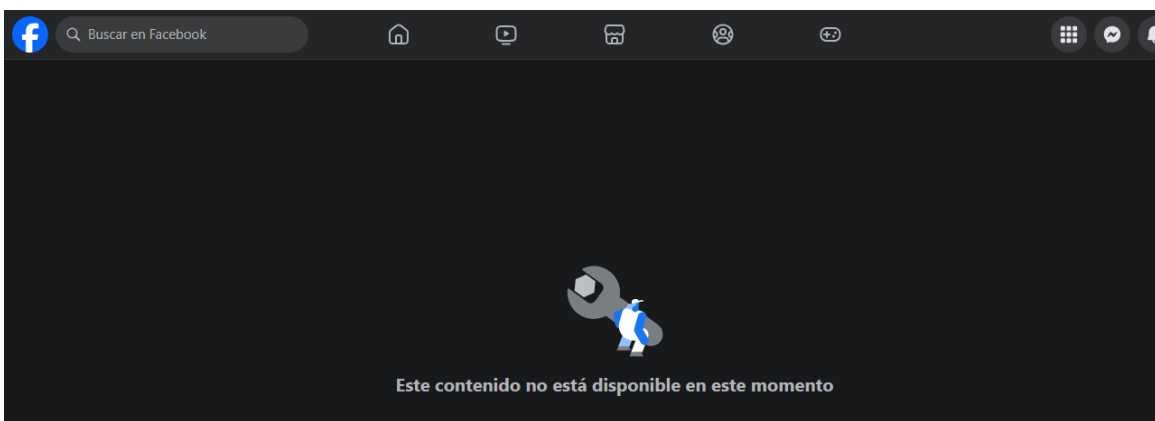 Buscar en Facebook
Este contenido no está disponible en este momento